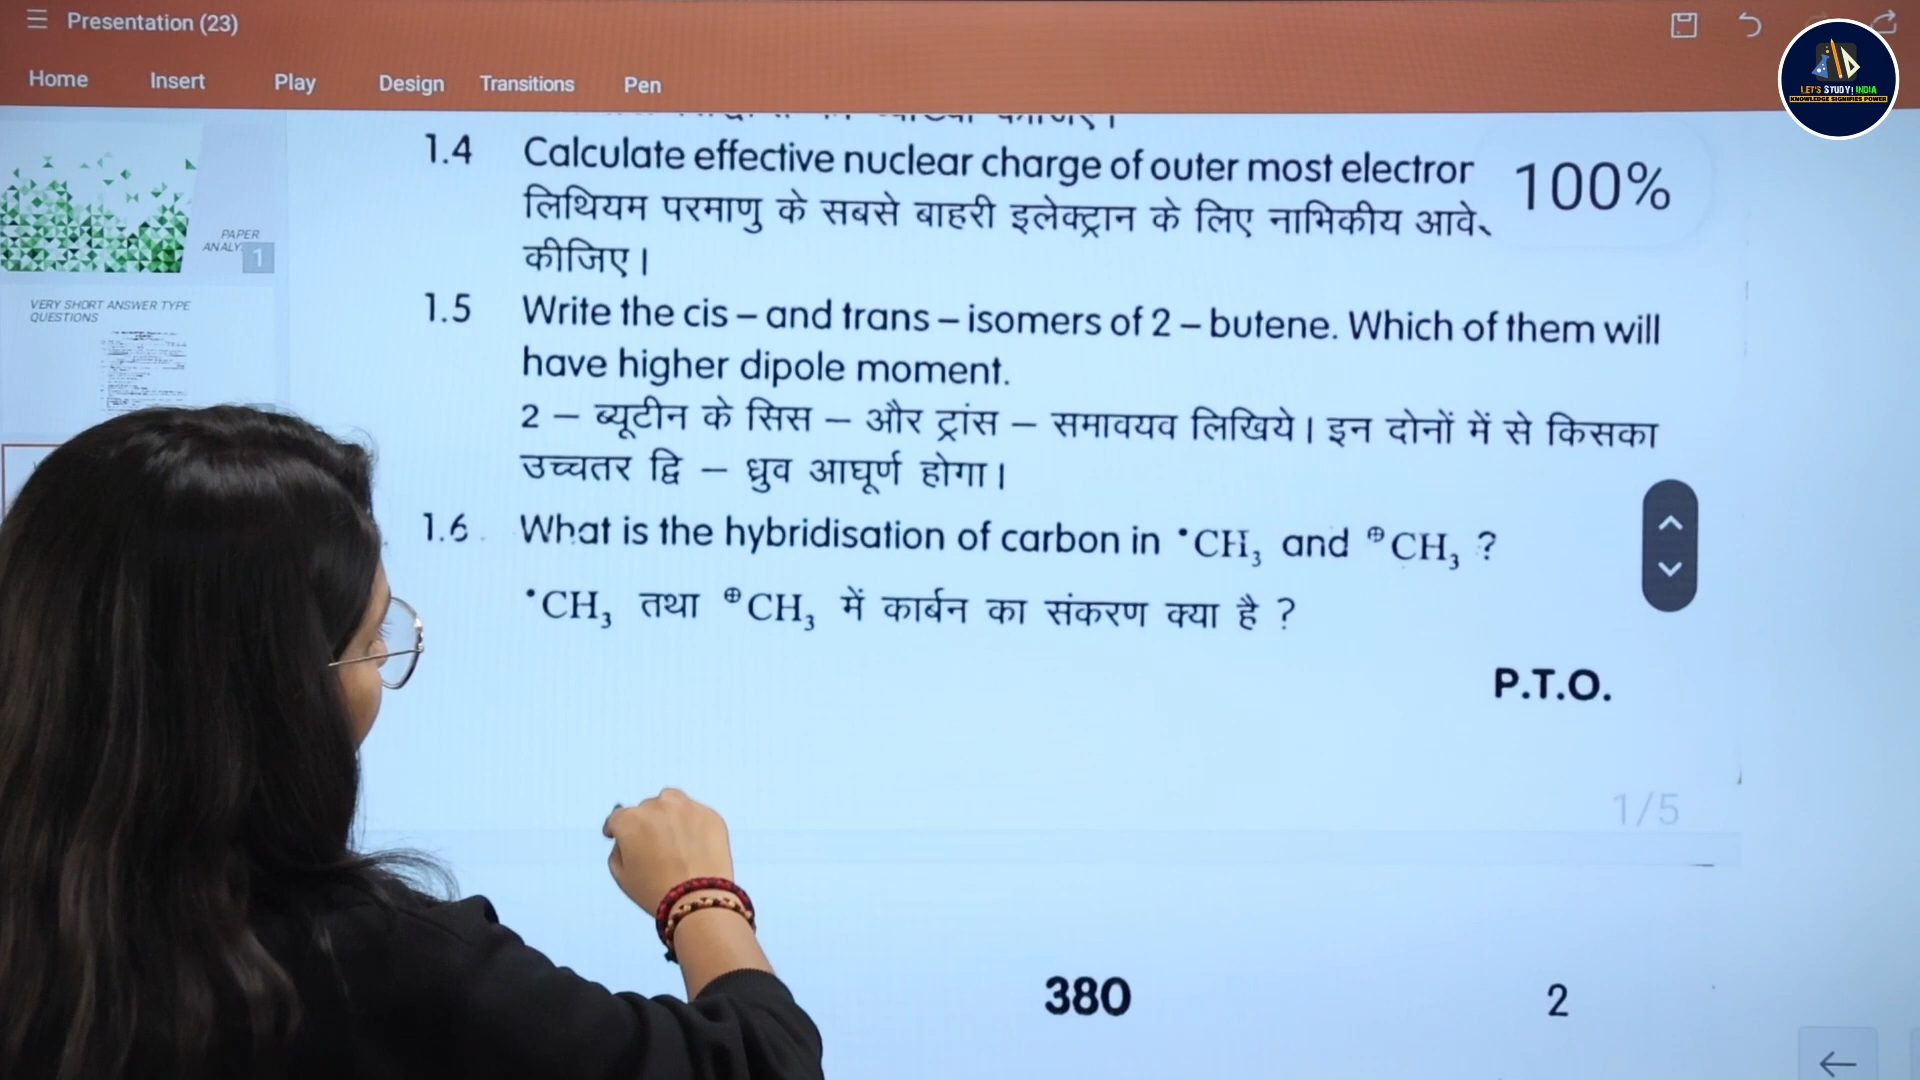 Presentation (23)
LET'S STUDY! INDIA
KNOWLEDGE SIGNIFIES POWER
Home Insert Play Design Transitions Pen
1.4 Calculate effective nuclear charge of outer most electror
100%
लिथियम परमाणु के सबसे बाहरी इलेक्ट्रान के लिए नाभिकीय आवे
कीजिए।
PAPER
ANALY
1
VERY SHORT ANSWER TYPE
QUESTIONS
1.5 Write the cis – and trans – isomers of 2 – butene. Which of them will
have higher dipole moment.
2 – ब्यूटीन के सिस – और ट्रांस – समावयव लिखिये। इन दोनों में से किसका
उच्चतर द्वि – ध्रुव आघूर्ण होगा।
1.6 What is the hybridisation of carbon in •CH₃ and ⊕CH₃ ?
•CH₃ तथा ⊕CH₃ में कार्बन का संकरण क्या है ?
P.T.O.
1/5
380 2